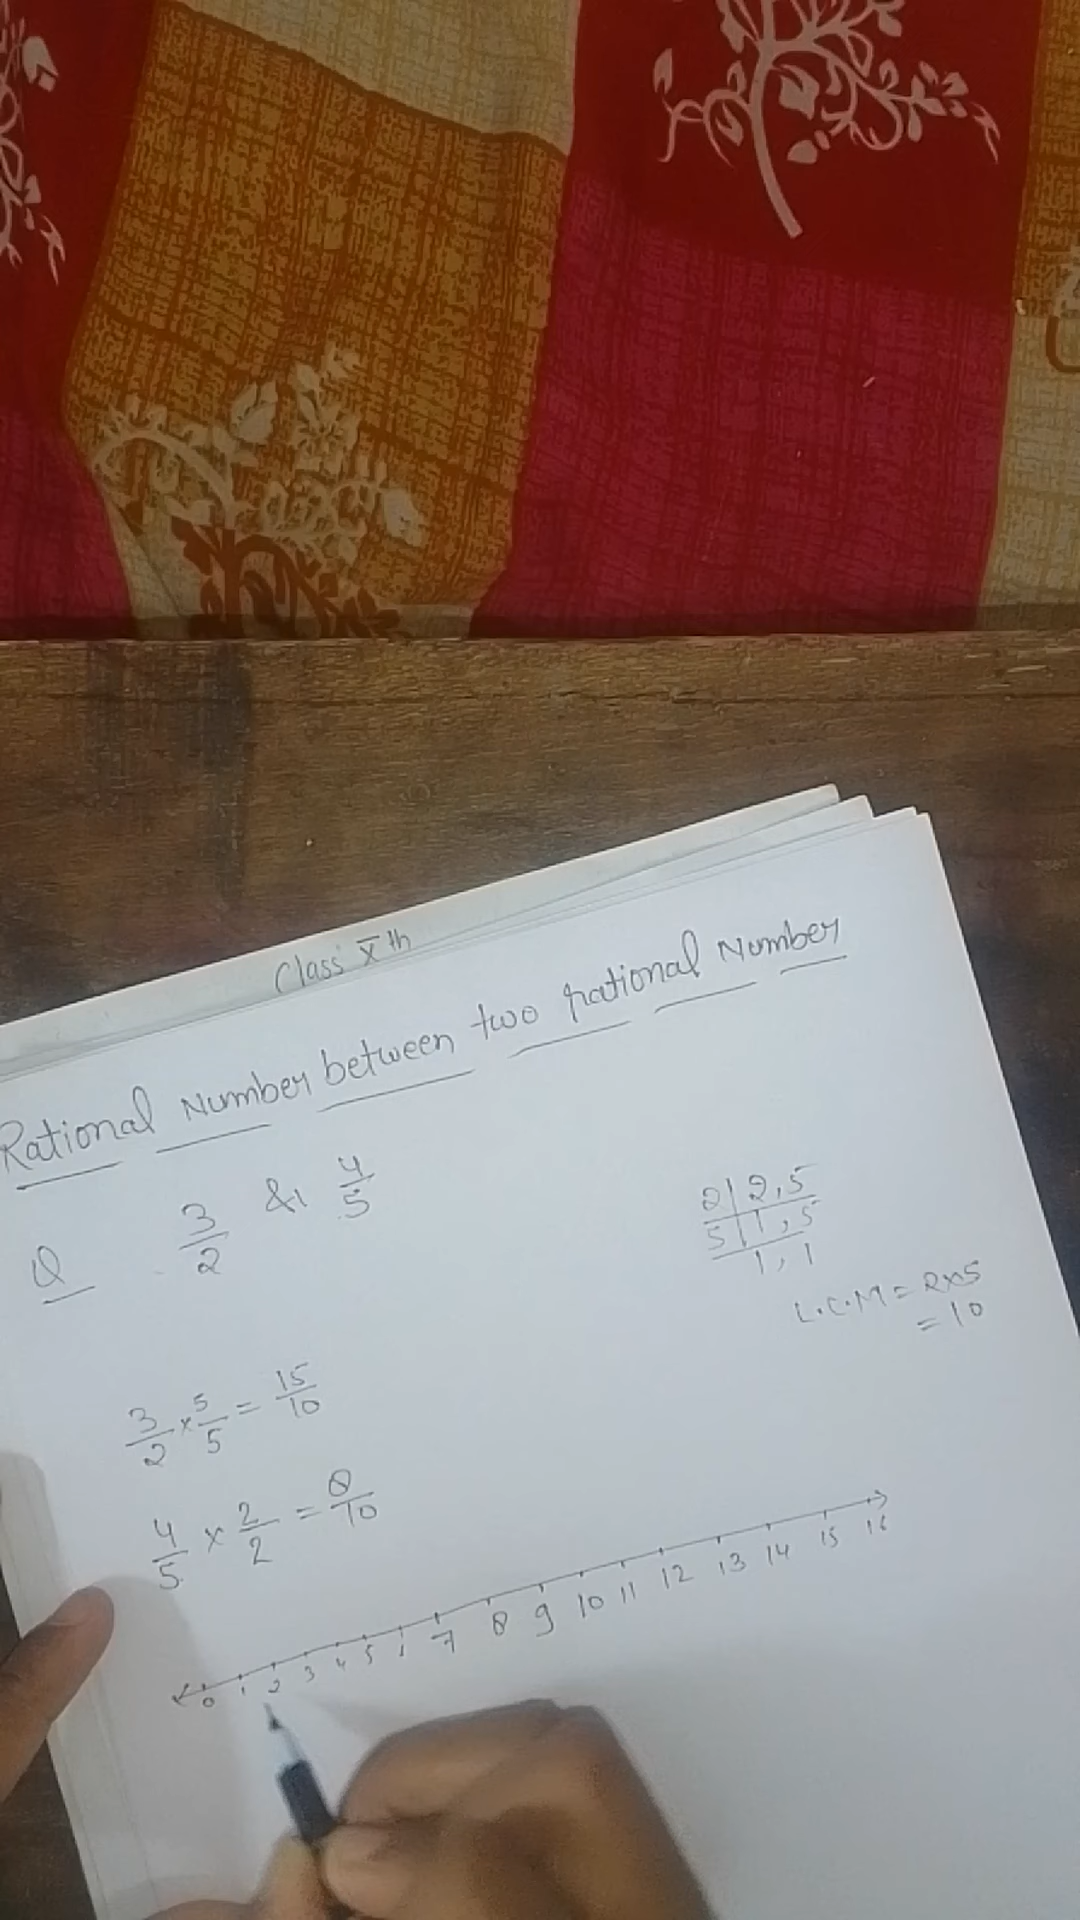 Class Xth
Rational Number between two rational Number
Q 3/2 & 4/5
2 | 2, 5
5 | 1, 5
1, 1
L.C.M = 2×5
= 10
3/2 × 5/5 = 15/10
4/5 × 2/2 = 8/10
0 1 2 3 4 5 6 7 8 9 10 11 12 13 14 15 16